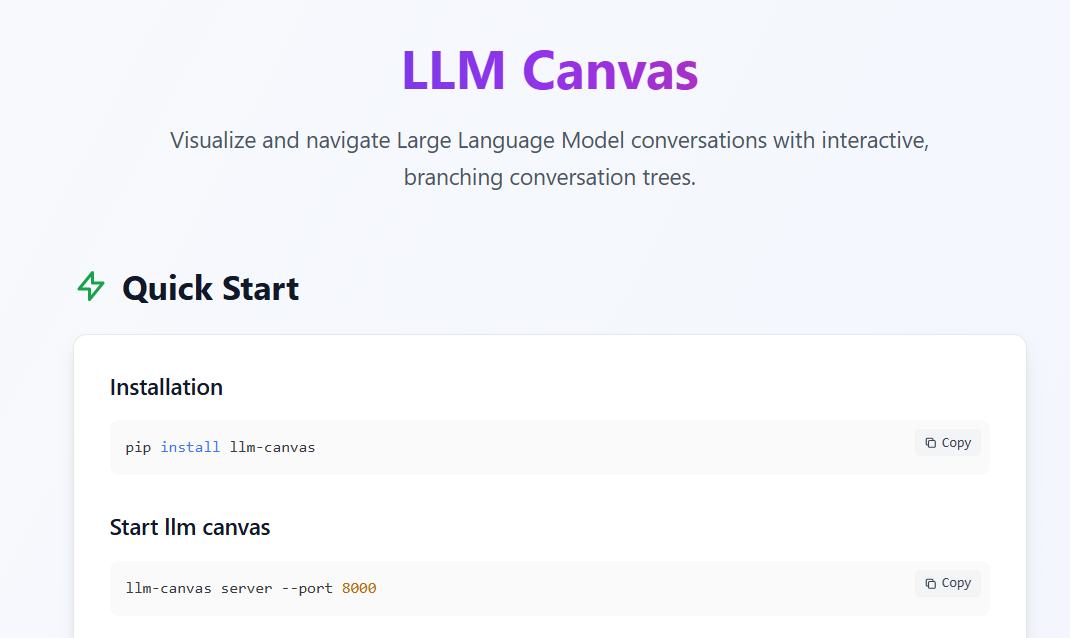 LLM Canvas
Visualize and navigate Large Language Model conversations with interactive,
branching conversation trees.
Quick Start
Installation
pip install llm-canvas
Copy
Start llm canvas
llm-canvas server --port 8000
Copy